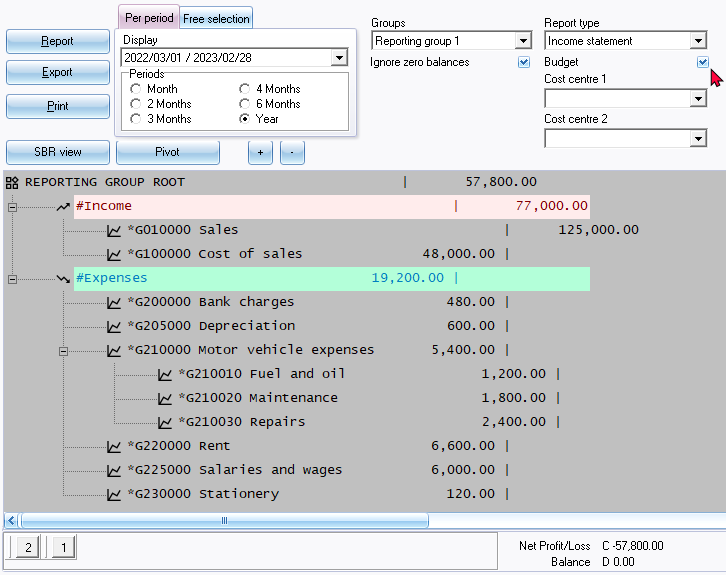 Per period
Free selection
Report
Export
Print
Display
2022/03/01 / 2023/02/28
Periods
Month
4 Months
2 Months
6 Months
3 Months
Year
Groups
Reporting group 1
Ignore zero balances
Report type
Income statement
Budget
Cost centre 1
Cost centre 2
SBR view
Pivot
+
-
REPORTING GROUP ROOT | 57,800.00
#Income | 77,000.00
*G010000 Sales | 125,000.00
*G100000 Cost of sales 48,000.00 |
#Expenses 19,200.00 |
*G200000 Bank charges 480.00 |
*G205000 Depreciation 600.00 |
*G210000 Motor vehicle expenses 5,400.00 |
*G210010 Fuel and oil 1,200.00 |
*G210020 Maintenance 1,800.00 |
*G210030 Repairs 2,400.00 |
*G220000 Rent 6,600.00 |
*G225000 Salaries and wages 6,000.00 |
*G230000 Stationery 120.00 |
2 1
Net Profit/Loss C -57,800.00
Balance D 0.00